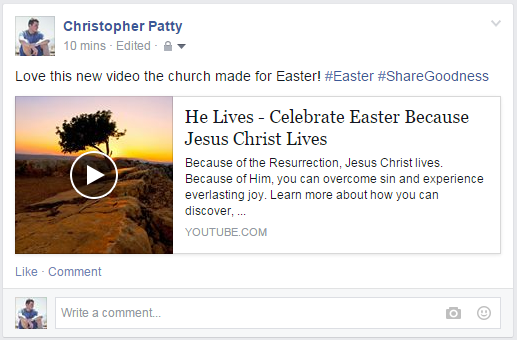 Christopher Patty
10 mins · Edited ·
Love this new video the church made for Easter! #Easter #ShareGoodness
He Lives - Celebrate Easter Because
Jesus Christ Lives
Because of the Resurrection, Jesus Christ lives.
Because of Him, you can overcome sin and experience
everlasting joy. Learn more about how you can
discover, ...
YOUTUBE.COM
Like · Comment
Write a comment...